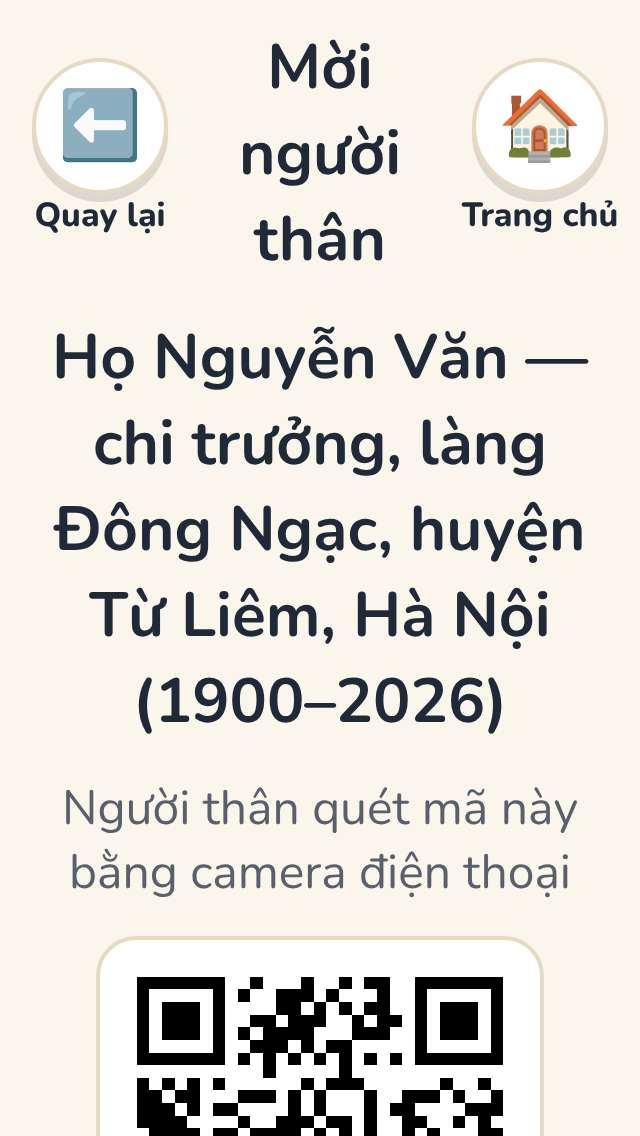 Mời
người
thân
Quay lại
Trang chủ
Họ Nguyễn Văn —
chi trưởng, làng
Đông Ngạc, huyện
Từ Liêm, Hà Nội
(1900–2026)
Người thân quét mã này
bằng camera điện thoại